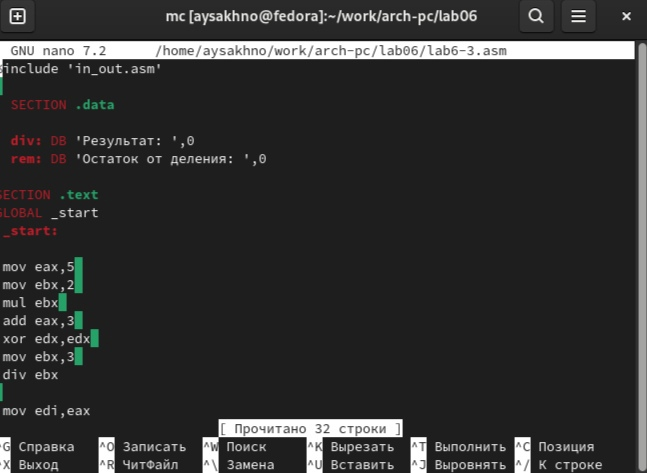 mc [aysakhno@fedora]:~/work/arch-pc/lab06
GNU nano 7.2 /home/aysakhno/work/arch-pc/lab06/lab6-3.asm
include 'in_out.asm'
SECTION .data
div: DB 'Результат: ',0
rem: DB 'Остаток от деления: ',0
SECTION .text
GLOBAL _start
_start:
mov eax,5
mov ebx,2
mul ebx
add eax,3
xor edx,edx
mov ebx,3
div ebx
mov edi,eax
[ Прочитано 32 строки ]
^G Справка ^O Записать ^W Поиск ^K Вырезать ^T Выполнить ^C Позиция
^X Выход ^R ЧитФайл ^\ Замена ^U Вставить ^J Выровнять ^/ К строке